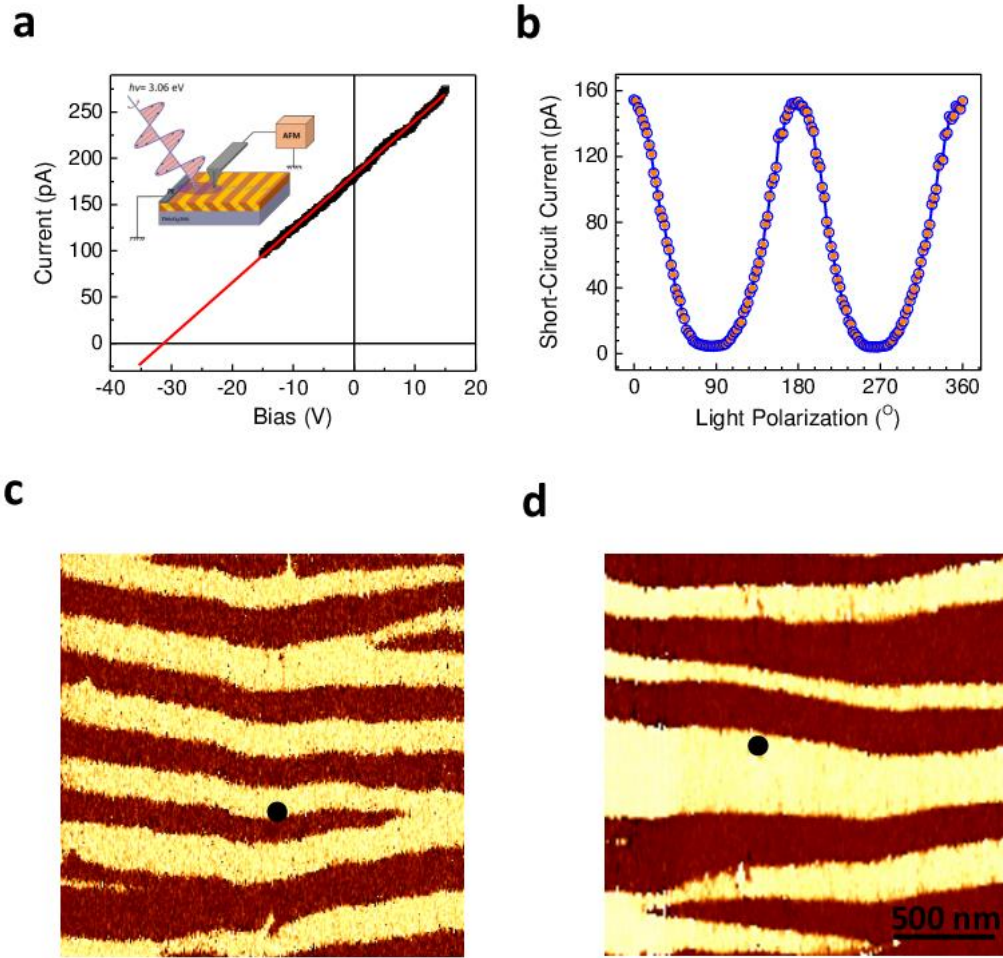 a
hν= 3.06 eV
AFM
Current (pA)
250
200
150
100
50
0
-40 -30 -20 -10 0 10 20
Bias (V)
b
Short-Circuit Current (pA)
160
120
80
40
0
0 90 180 270 360
Light Polarization (O)
c
d
500 nm